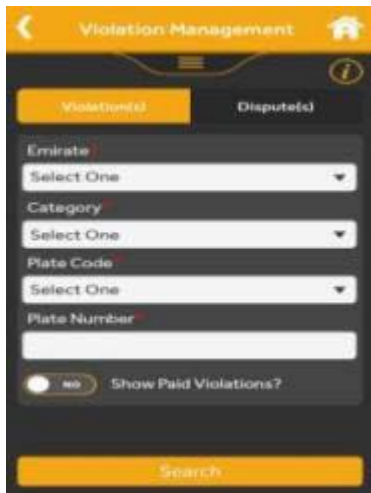 Violation Management
i
Violation(s) Dispute(s)
Emirate*
Select One
Category*
Select One
Plate Code*
Select One
Plate Number*
NO Show Paid Violations?
Search